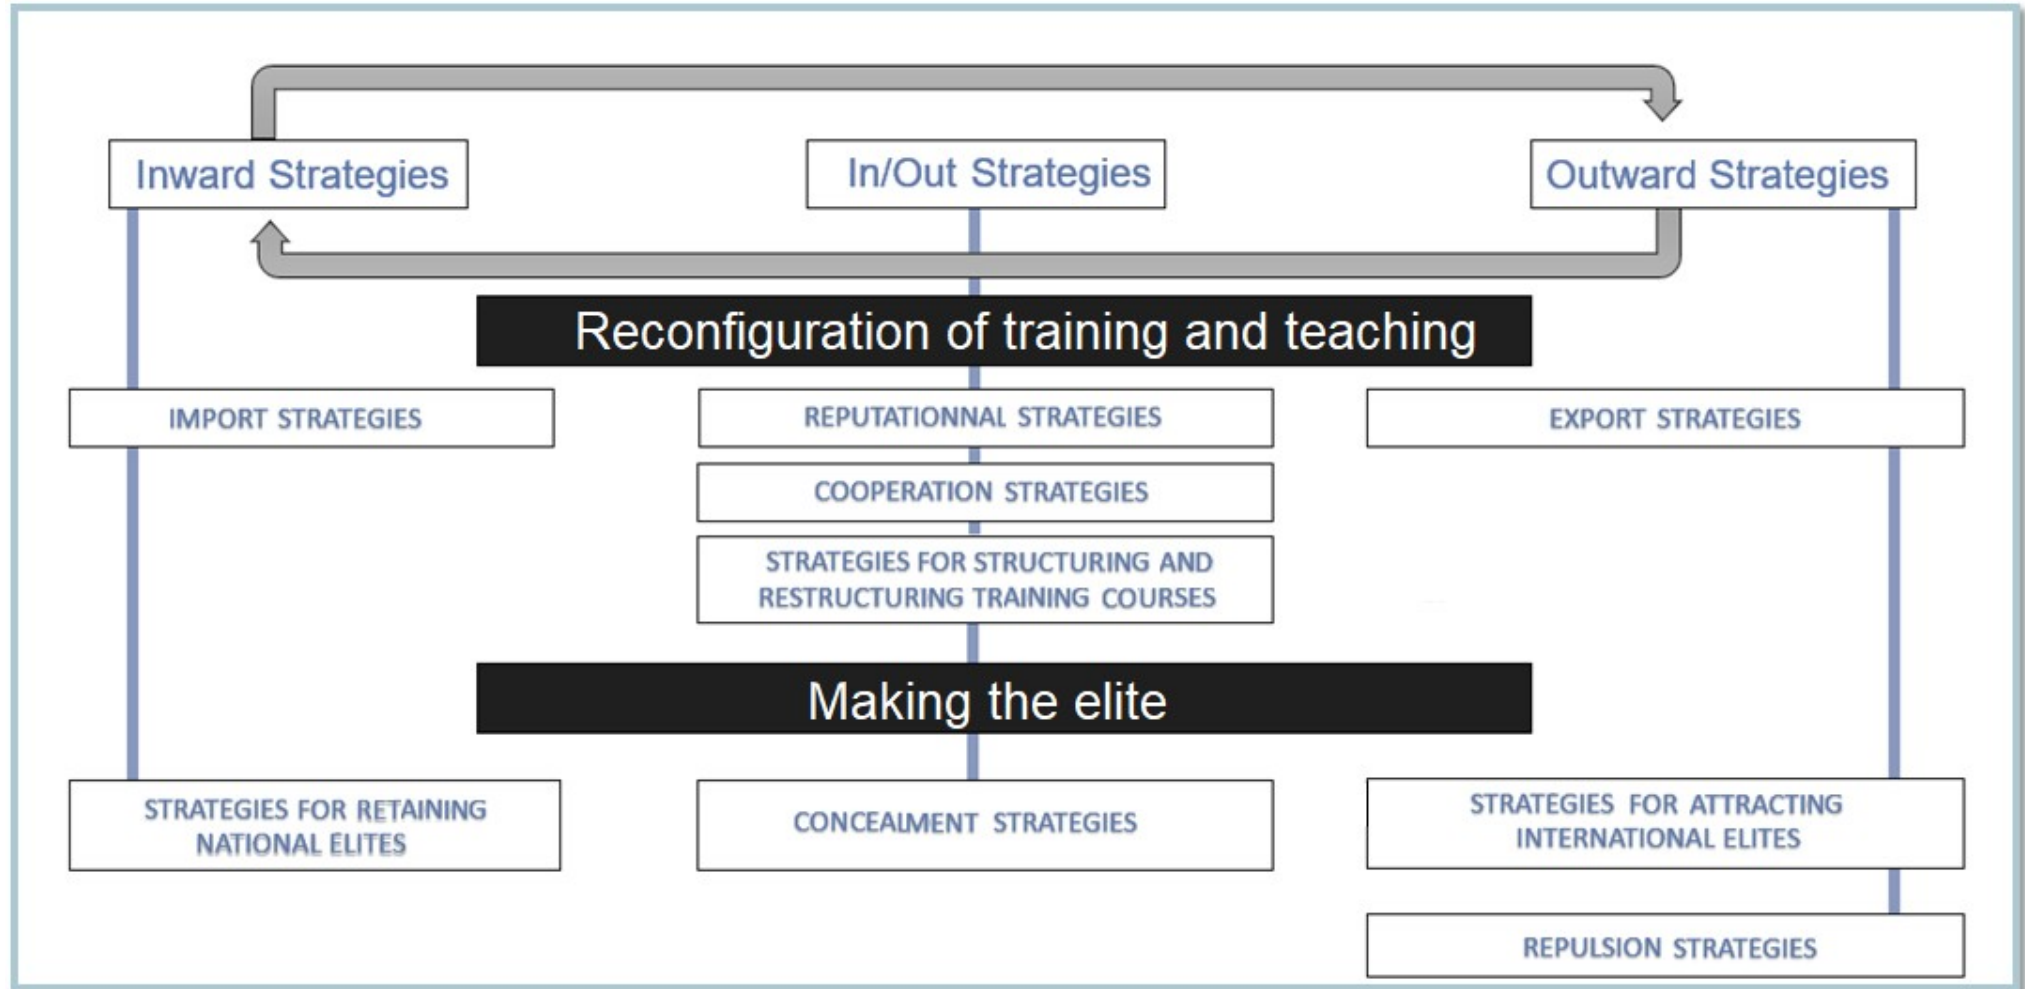 Inward Strategies
In/Out Strategies
Outward Strategies
Reconfiguration of training and teaching
IMPORT STRATEGIES
REPUTATIONNAL STRATEGIES
EXPORT STRATEGIES
COOPERATION STRATEGIES
STRATEGIES FOR STRUCTURING AND
RESTRUCTURING TRAINING COURSES
Making the elite
STRATEGIES FOR RETAINING
NATIONAL ELITES
CONCEALMENT STRATEGIES
STRATEGIES FOR ATTRACTING
INTERNATIONAL ELITES
REPULSION STRATEGIES